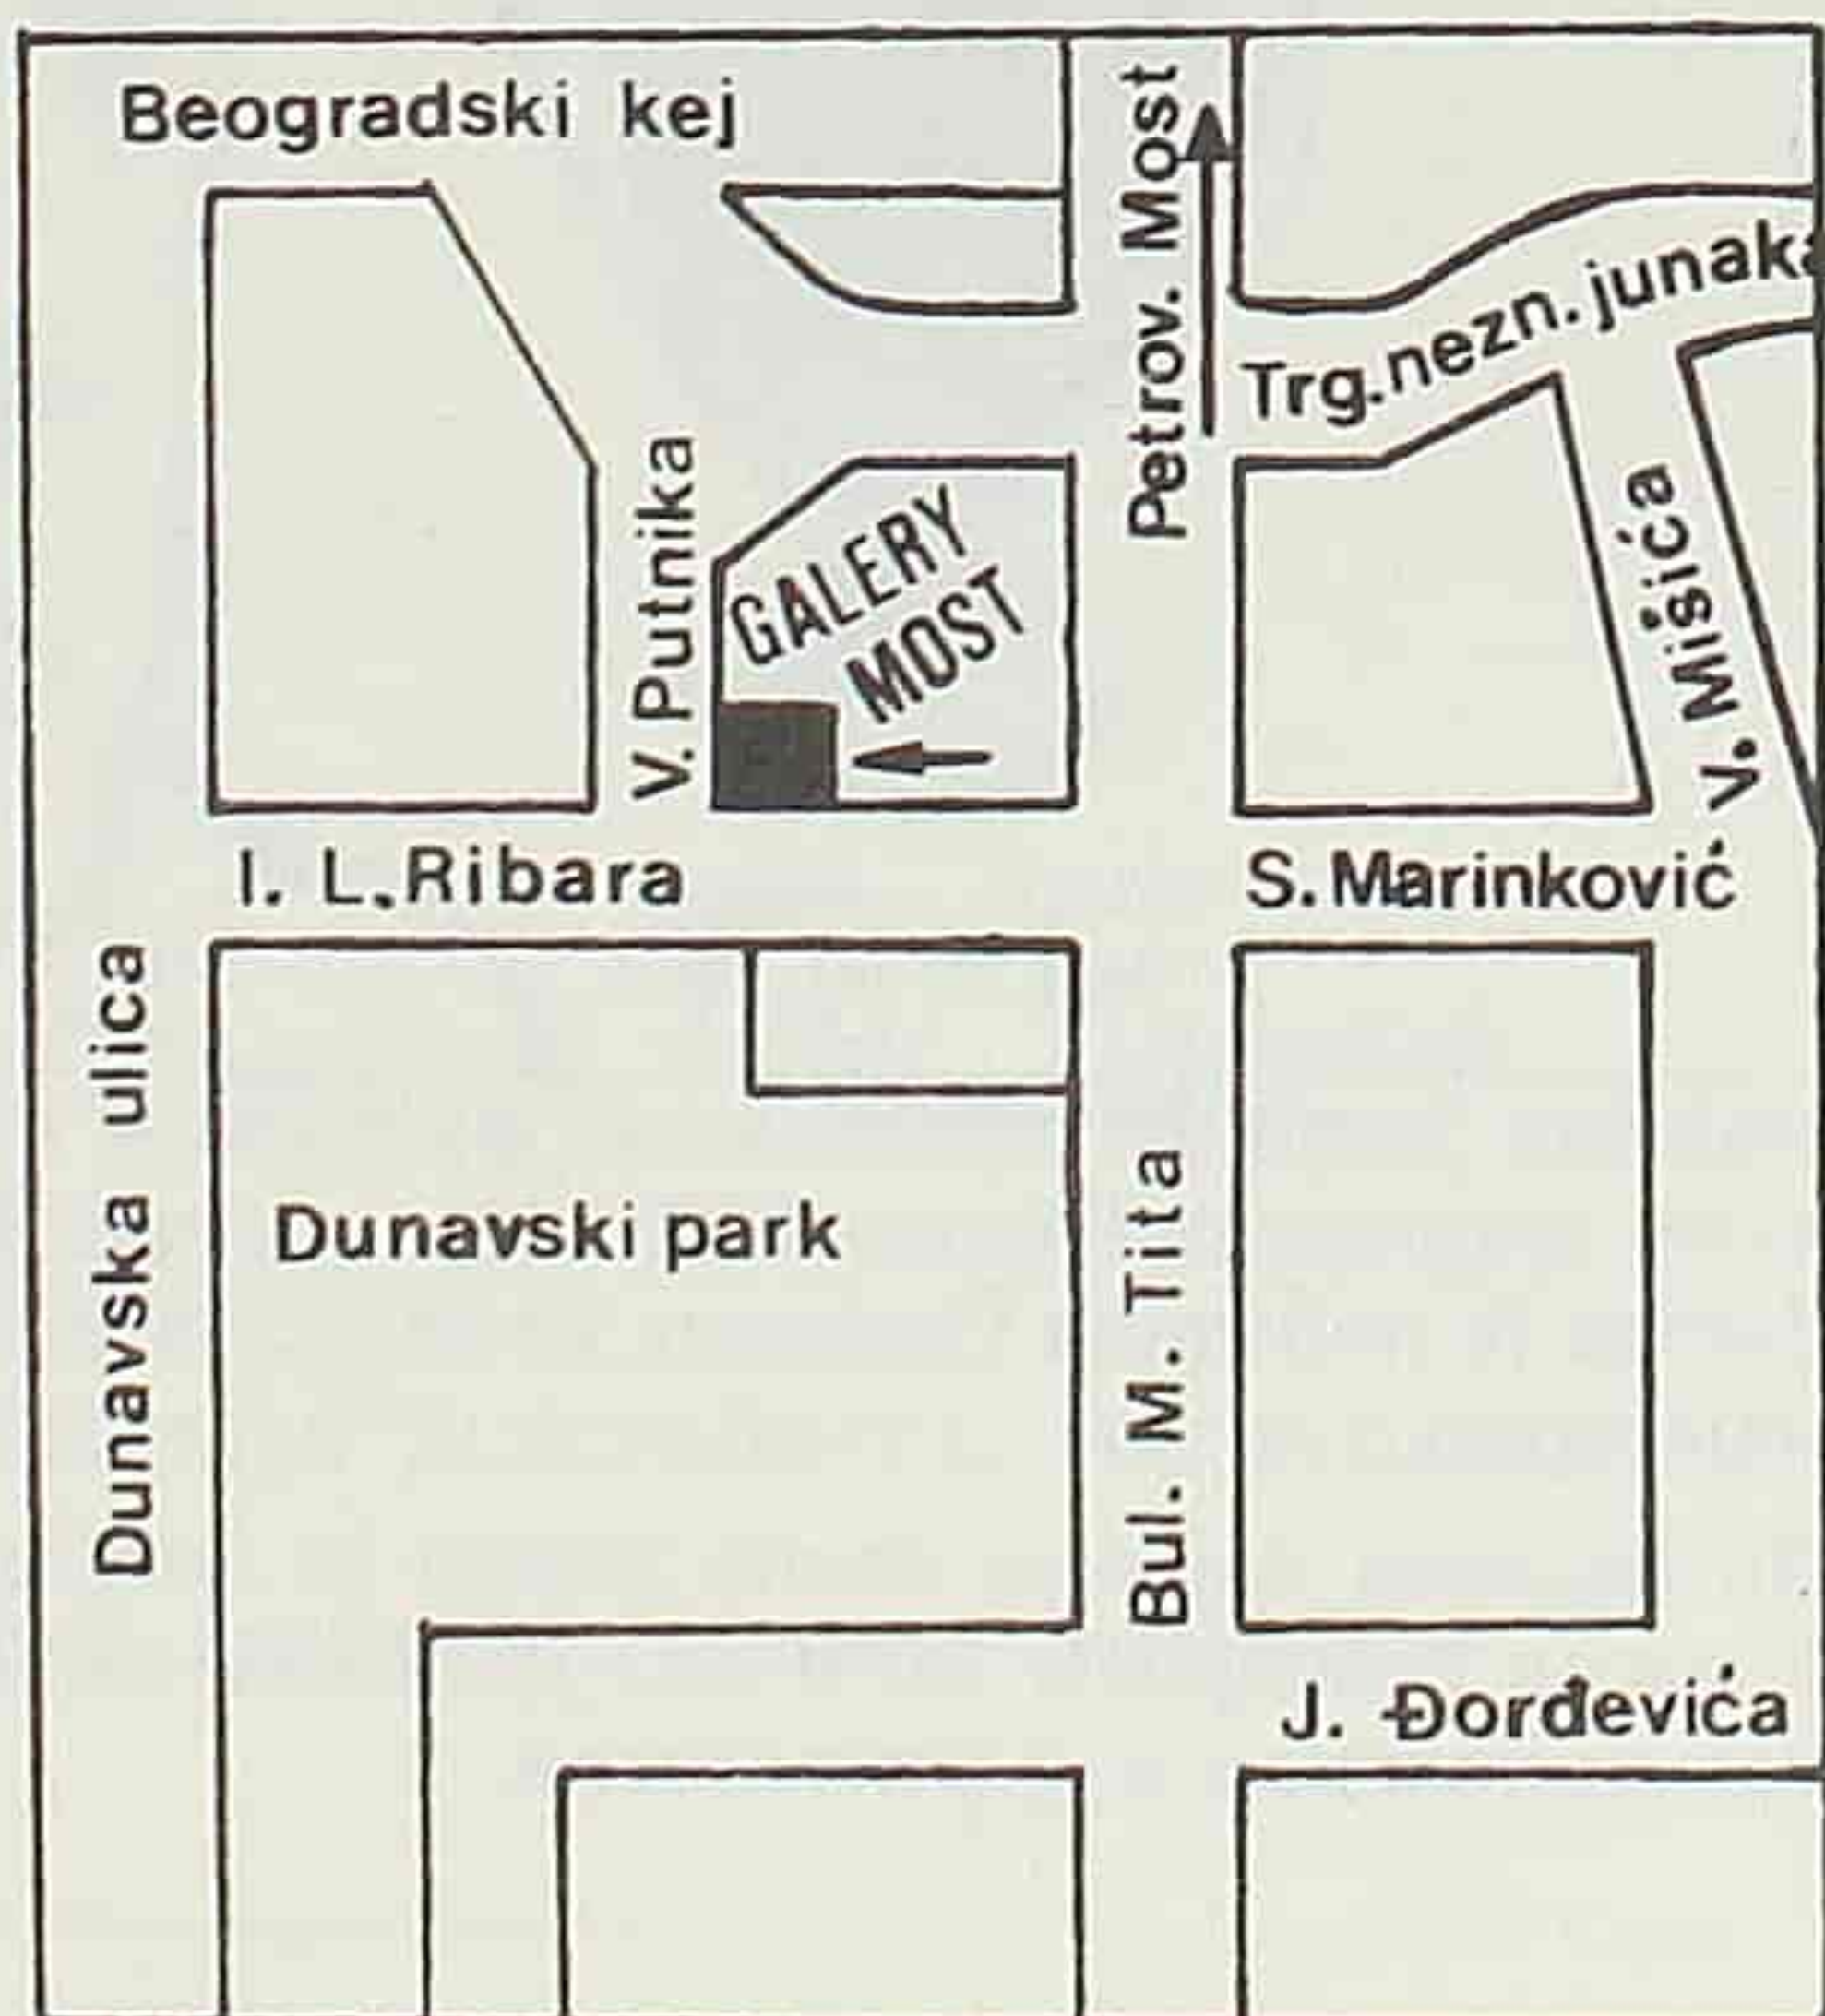 Beogradski kej
Petrov. Most
Trg. nezn. junaka
V. Putnika
GALERY
MOST
V. Mišića
I. L. Ribara
S. Marinković
Dunavska ulica
Dunavski park
Bul. M. Tita
J. Đorđevića